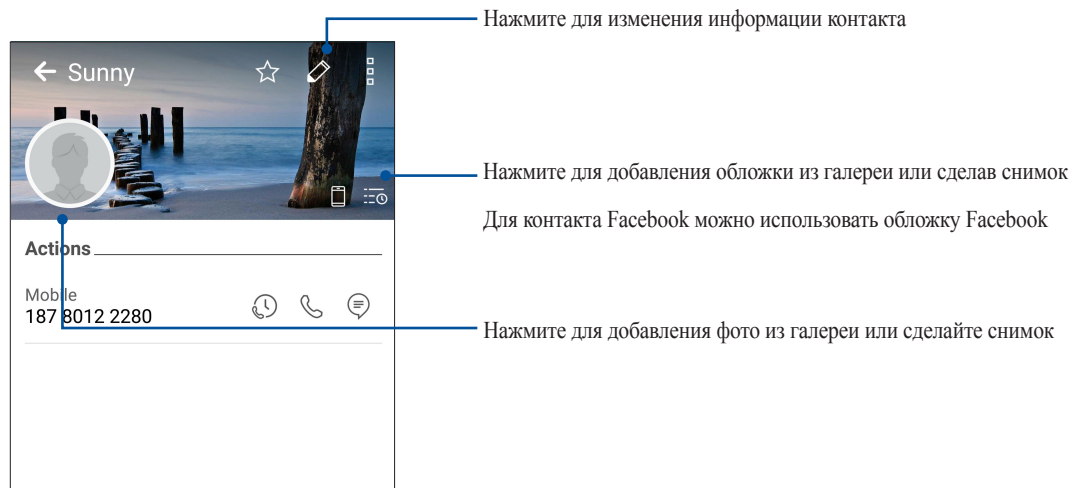 Нажмите для изменения информации контакта
Sunny
Нажмите для добавления обложки из галереи или сделав снимок
Для контакта Facebook можно использовать обложку Facebook
Actions
Mobile
187 8012 2280
Нажмите для добавления фото из галереи или сделайте снимок